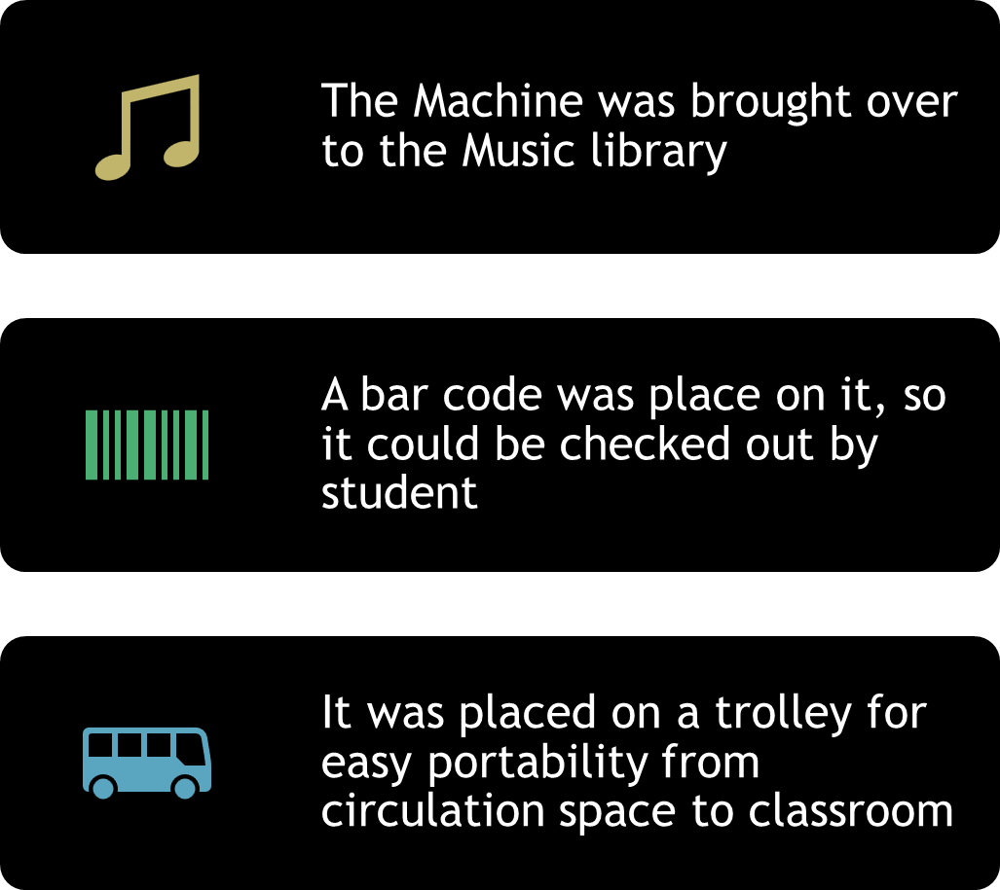 The Machine was brought over
to the Music library
A bar code was place on it, so
it could be checked out by
student
It was placed on a trolley for
easy portability from
circulation space to classroom